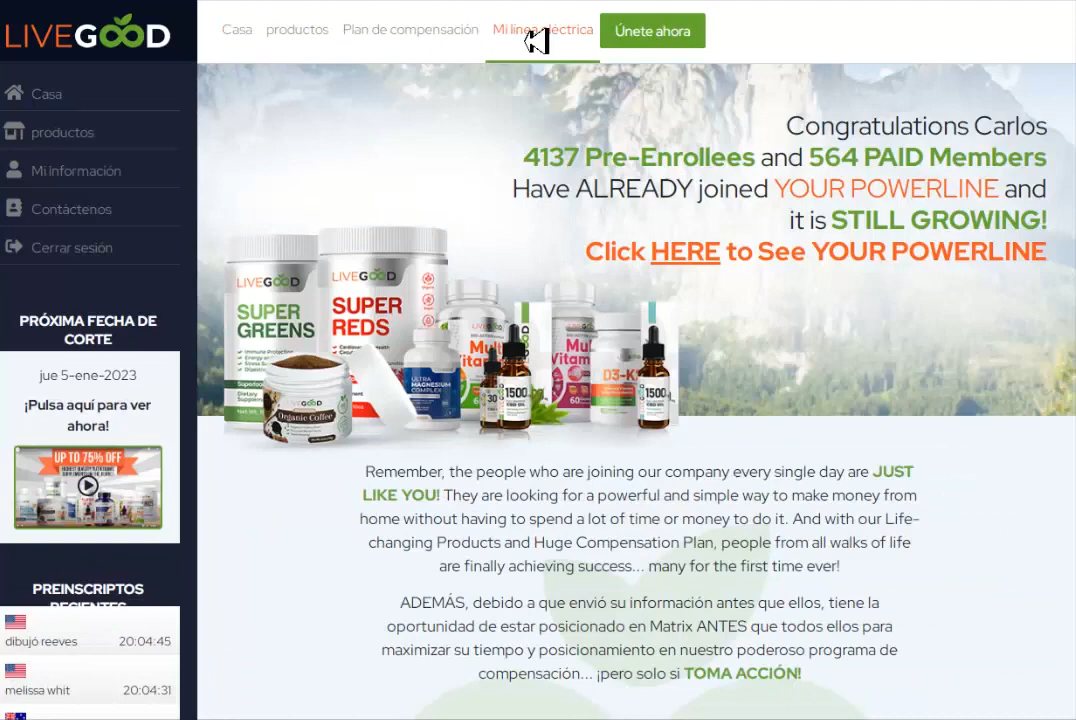 LIVEGOOD
Casa
productos
Mi información
Contáctenos
Cerrar sesión
PRÓXIMA FECHA DE
CORTE
jue 5-ene-2023
¡Pulsa aquí para ver
ahora!
UP TO 75% OFF
PREINSCRIPTOS
RECIENTES
dibujó reeves 20:04:45
melissa whit 20:04:31
Casa productos Plan de compensación Mi línea eléctrica Únete ahora
Congratulations Carlos
4137 Pre-Enrollees and 564 PAID Members
Have ALREADY joined YOUR POWERLINE and
it is STILL GROWING!
Click HERE to See YOUR POWERLINE
LIVEGOOD
SUPER
GREENS
LIVEGOOD
SUPER
REDS
ULTRA
MAGNESIUM
COMPLEX
LIVEGOOD
Organic Coffee
1500
D3-K
1500
Remember, the people who are joining our company every single day are JUST
LIKE YOU! They are looking for a powerful and simple way to make money from
home without having to spend a lot of time or money to do it. And with our Life-
changing Products and Huge Compensation Plan, people from all walks of life
are finally achieving success... many for the first time ever!
ADEMÁS, debido a que envió su información antes que ellos, tiene la
oportunidad de estar posicionado en Matrix ANTES que todos ellos para
maximizar su tiempo y posicionamiento en nuestro poderoso programa de
compensación... ¡pero solo si TOMA ACCIÓN!